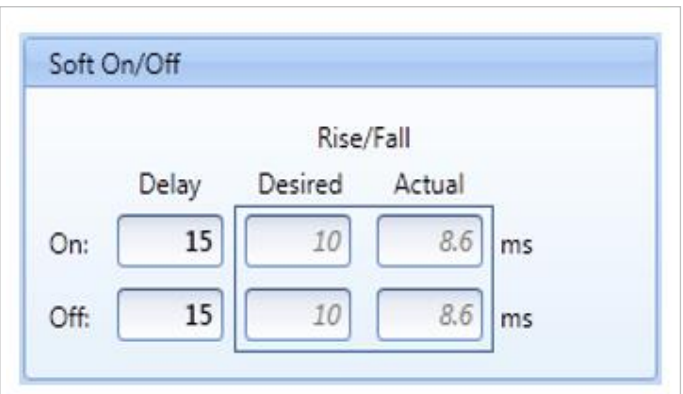 Soft On/Off
Rise/Fall
Delay Desired Actual
On: 15 10 8.6 ms
Off: 15 10 8.6 ms